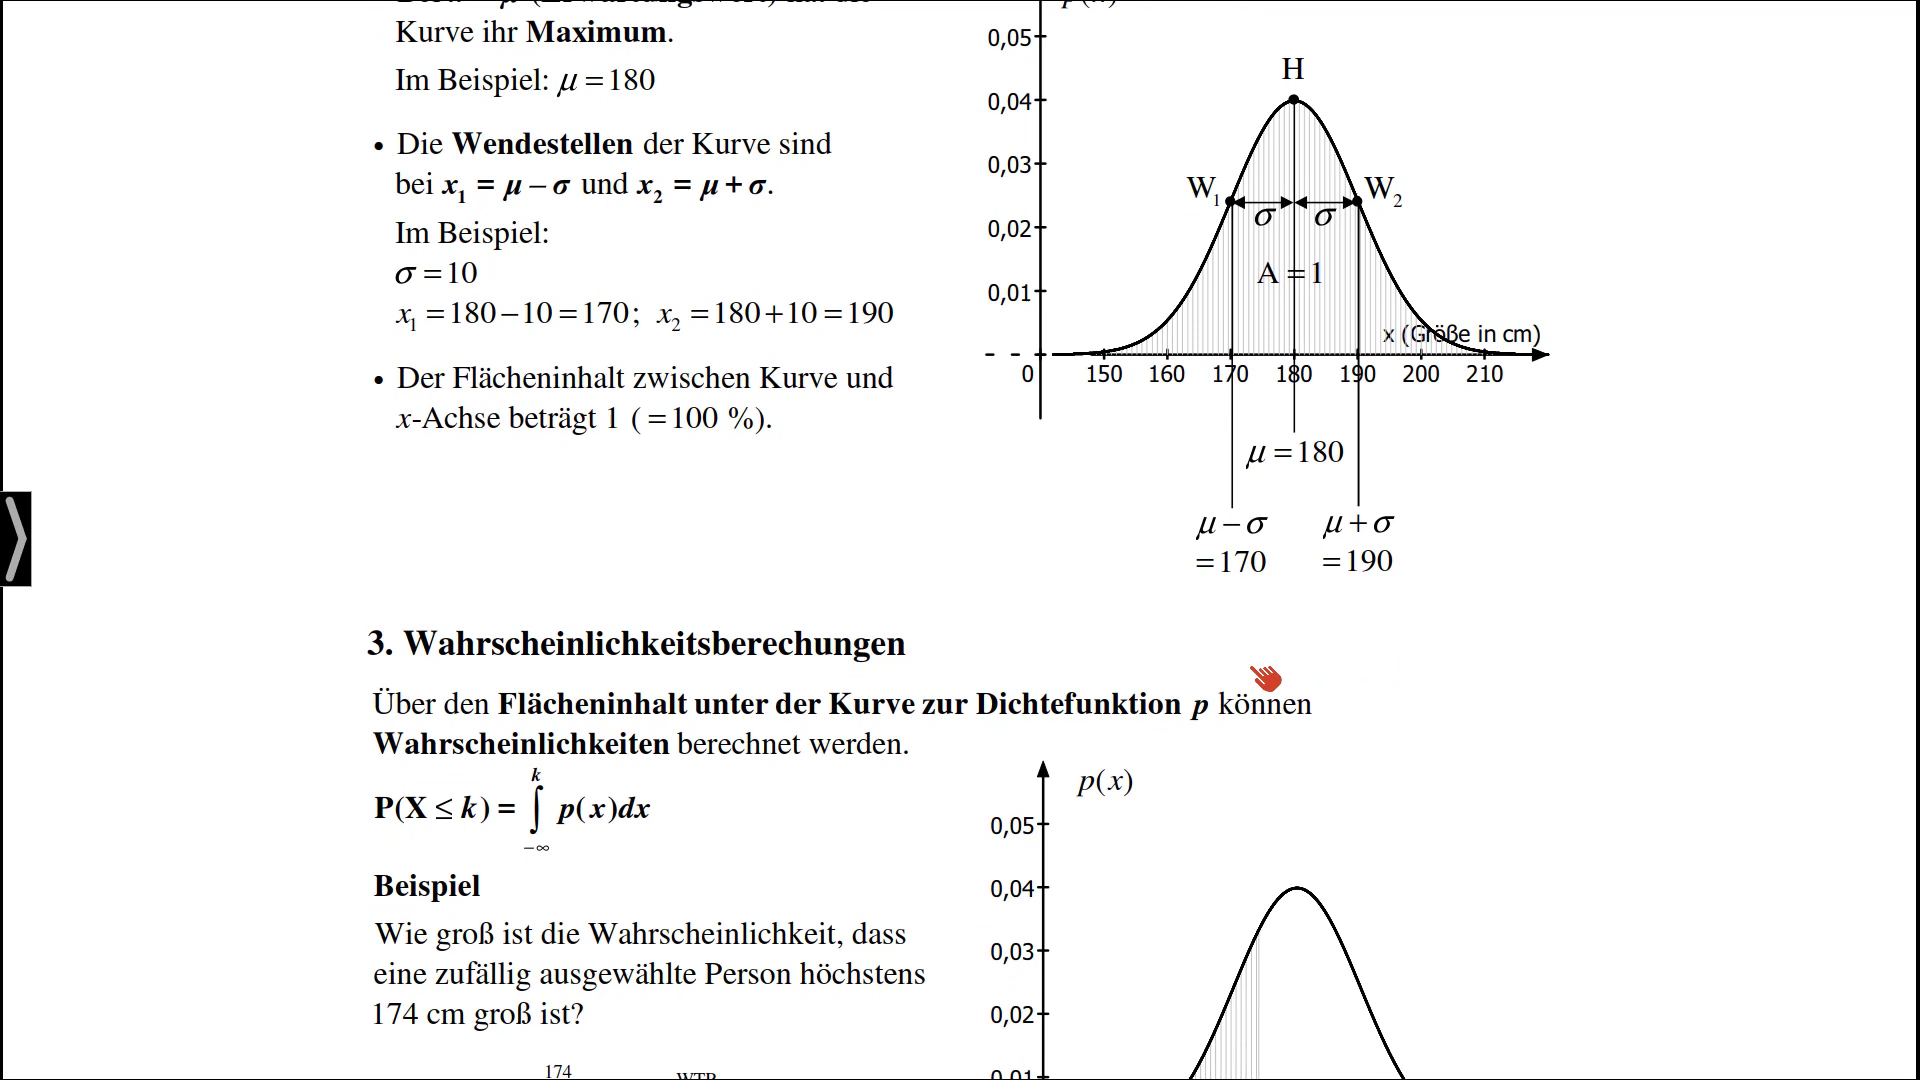 Kurve ihr Maximum.
Im Beispiel: μ = 180
• Die Wendestellen der Kurve sind
bei x₁ = μ – σ und x₂ = μ + σ.
Im Beispiel:
σ = 10
x₁ = 180 − 10 = 170; x₂ = 180 + 10 = 190
• Der Flächeninhalt zwischen Kurve und
x-Achse beträgt 1 ( = 100 %).
0,05
H
0,04
0,03
W₁ W₂
σ σ
0,02
A = 1
0,01
x (Größe in cm)
0 150 160 170 180 190 200 210
μ = 180
μ − σ μ + σ
= 170 = 190
3. Wahrscheinlichkeitsberechungen
Über den Flächeninhalt unter der Kurve zur Dichtefunktion p können
Wahrscheinlichkeiten berechnet werden.
P(X ≤ k) = ∫ p(x)dx
k
−∞
Beispiel
Wie groß ist die Wahrscheinlichkeit, dass
eine zufällig ausgewählte Person höchstens
174 cm groß ist?
174
p(x)
0,05
0,04
0,03
0,02
0,01